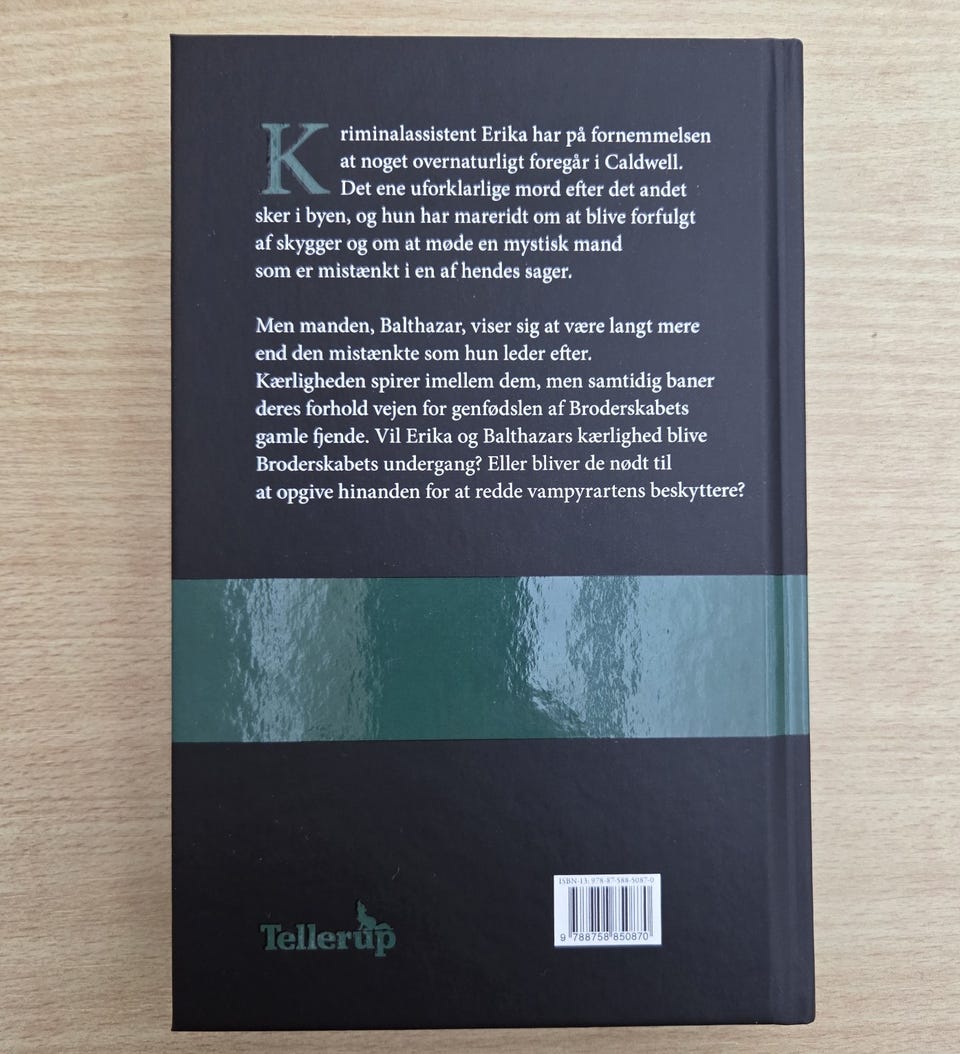 Kriminalassistent Erika har på fornemmelsen
at noget overnaturligt foregår i Caldwell.
Det ene uforklarlige mord efter det andet
sker i byen, og hun har mareridt om at blive forfulgt
af skygger og om at møde en mystisk mand
som er mistænkt i en af hendes sager.
Men manden, Balthazar, viser sig at være langt mere
end den mistænkte som hun leder efter.
Kærligheden spirer imellem dem, men samtidig baner
deres forhold vejen for genfødslen af Broderskabets
gamle fjende. Vil Erika og Balthazars kærlighed blive
Broderskabets undergang? Eller bliver de nødt til
at opgive hinanden for at redde vampyrartens beskyttere?
Tellerup
ISBN-13: 978-87-588-5087-0
9 788758 850870